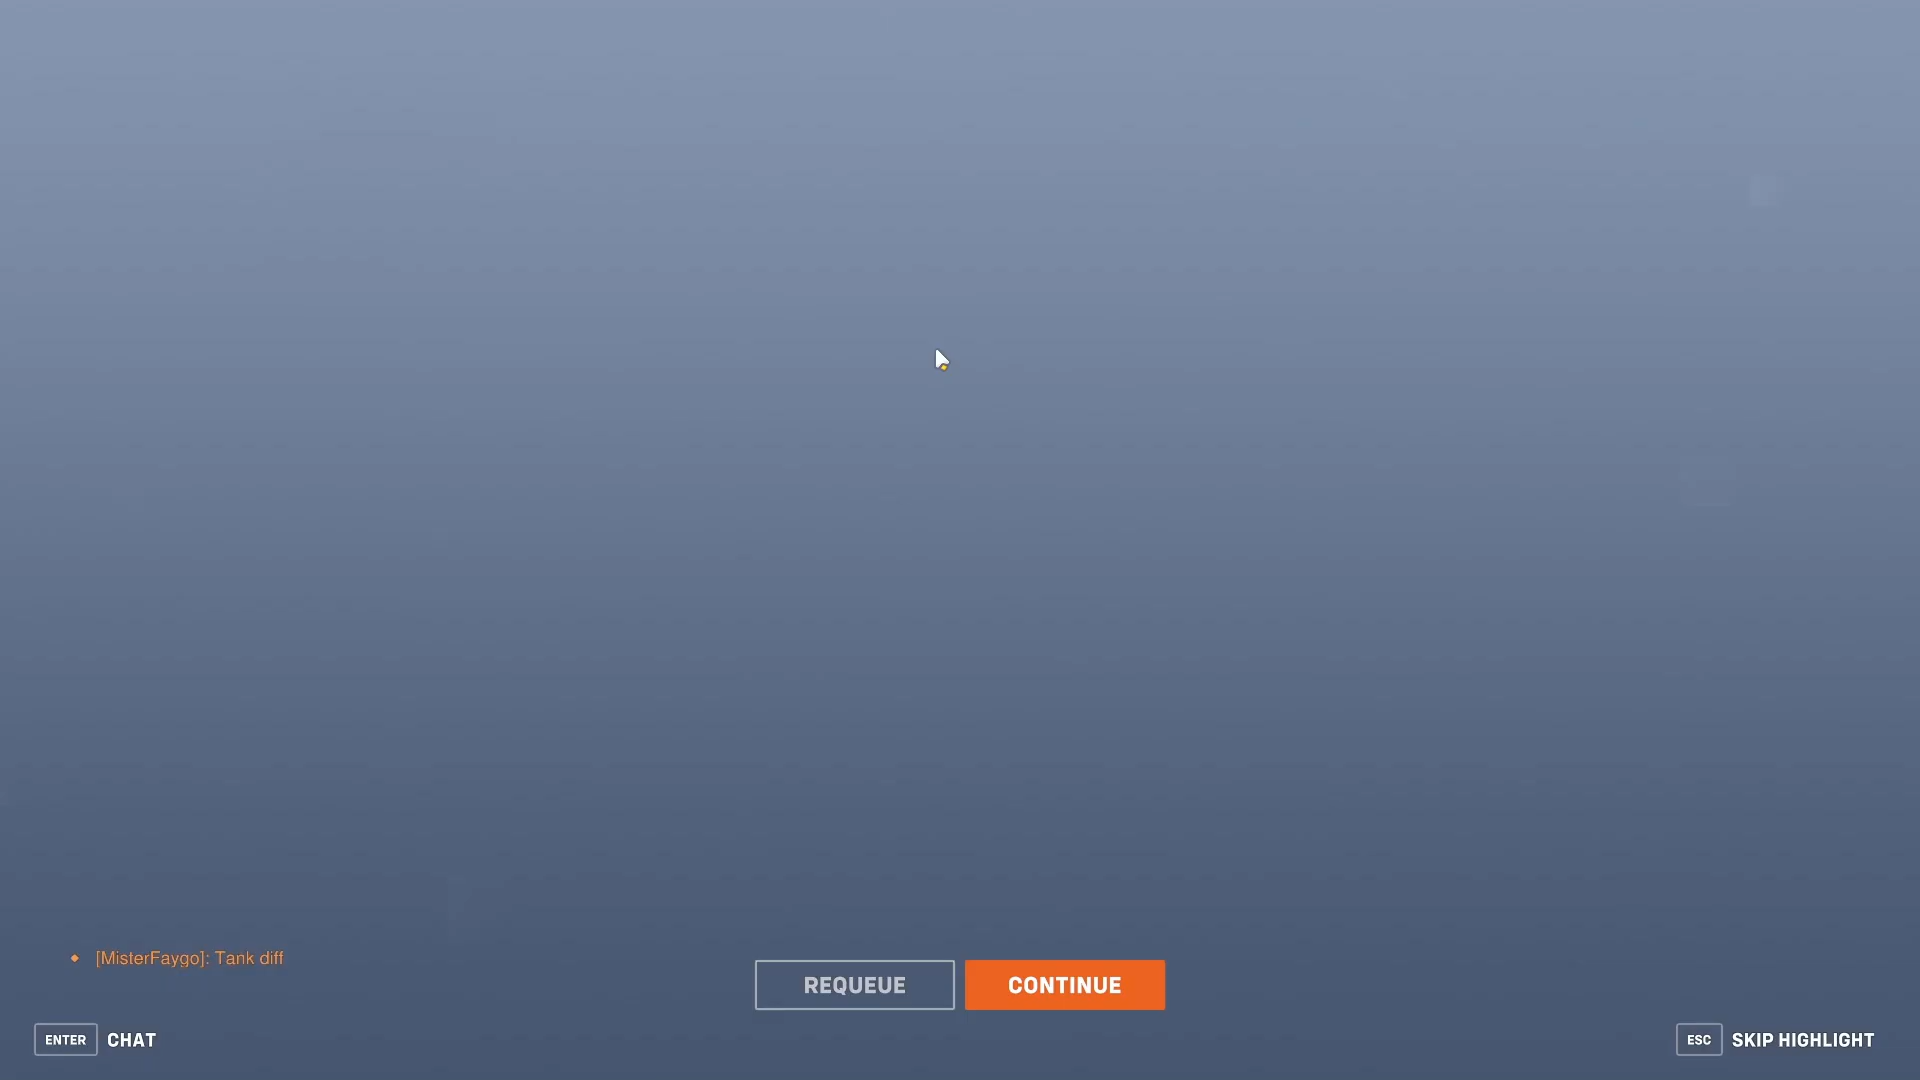 [MisterFaygo]: Tank diff
REQUEUE
CONTINUE
ENTER CHAT
ESC SKIP HIGHLIGHT